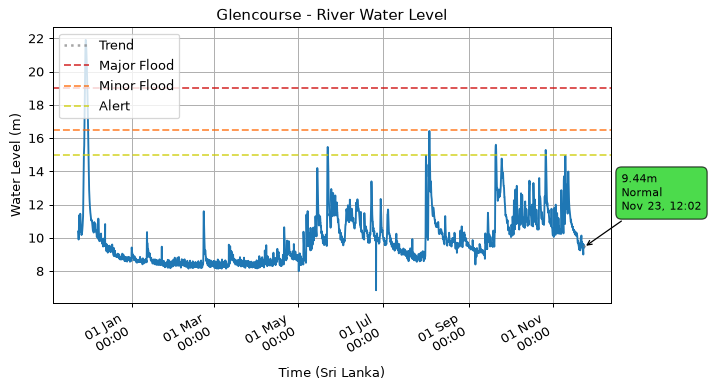 Glencourse - River Water Level
Trend
Major Flood
Minor Flood
Alert
22
20
18
16
14
12
10
8
Water Level (m)
9.44m
Normal
Nov 23, 12:02
01 Jan
00:00
01 Mar
00:00
01 May
00:00
01 Jul
00:00
01 Sep
00:00
01 Nov
00:00
Time (Sri Lanka)